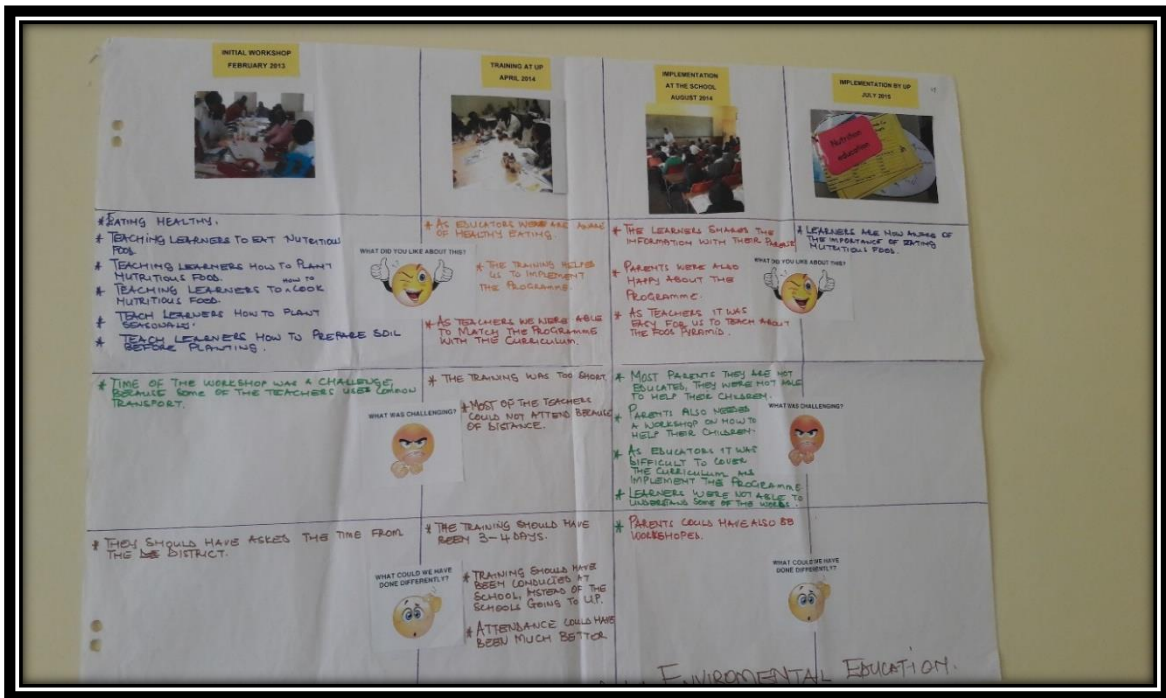 INITIAL WORKSHOP
FEBRUARY 2013
TRAINING AT UP
APRIL 2014
IMPLEMENTATION
AT THE SCHOOL
AUGUST 2014
IMPLEMENTATION BY UP
JULY 2015
Nutrition
education
* EATING HEALTHY.
* TEACHING LEARNERS TO EAT NUTRITION
FOOD.
* TEACHING LEARNERS HOW TO PLANT
NUTRITIOUS FOOD.
* TEACHING LEARNERS TO HOW TO COOK
NUTRITIOUS FOOD.
* TEACH LEARNERS HOW TO PLANT
SEASONALS.
* TEACH LEARNERS HOW TO PREPARE SOIL
BEFORE PLANTING.
WHAT DID YOU LIKE ABOUT THIS?
* AS EDUCATORS WERE ARE AWARE
OF HEALTHY EATING.
* THE TRAINING HELPED
US TO IMPLEMENT
THE PROGRAMME.
* AS TEACHERS WE WERE ABLE
TO MATCH THE PROGRAMME
WITH THE CURRICULUM.
* THE LEARNERS SHARES THE
INFORMATION WITH THEIR
* PARENTS WERE ALSO
HAPPY ABOUT THE
PROGRAMME.
* AS TEACHERS IT WAS
EASY FOR US TO TEACH ABOUT
THE FOOD PYRAMID.
WHAT DID YOU LIKE ABOUT THIS?
* LEARNERS ARE NOW AWARE OF
THE IMPORTANCE OF EATING
NUTRITIOUS FOOD.
* TIME OF THE WORKSHOP WAS A CHALLENGE,
BECAUSE SOME OF THE TEACHERS USED COMMON
TRANSPORT.
WHAT WAS CHALLENGING?
* THE TRAINING WAS TOO SHORT
* MOST OF THE TEACHERS
COULD NOT ATTEND BECAUSE
OF DISTANCE.
* MOST PARENTS THEY ARE NOT
EDUCATED, THEY WERE NOT ABLE
TO HELP THEIR CHILDREN.
* PARENTS ALSO NEEDED
A WORKSHOP ON HOW TO
HELP THEIR CHILDREN.
* AS EDUCATORS IT WAS
DIFFICULT TO COVER
THE CURRICULUM AND
IMPLEMENT THE PROGRAMME
* LEARNERS WERE NOT ABLE TO
UNDERSTAND SOME OF THE WORDS.
WHAT WAS CHALLENGING?
* THEY SHOULD HAVE ASKED THE TIME FROM
THE DISTRICT.
WHAT COULD WE HAVE
DONE DIFFERENTLY?
* THE TRAINING SHOULD HAVE
BEEN 3-4 DAYS.
* TRAINING SHOULD HAVE
BEEN CONDUCTED AT
SCHOOL, INSTEAD OF THE
SCHOOLS GOING TO U.P.
* ATTENDANCE COULD HAVE
BEEN MUCH BETTER
* PARENTS COULD HAVE ALSO BE
WORKSHOPED.
WHAT COULD WE HAVE
DONE DIFFERENTLY?
ENVIROMENTAL EDUCATION.